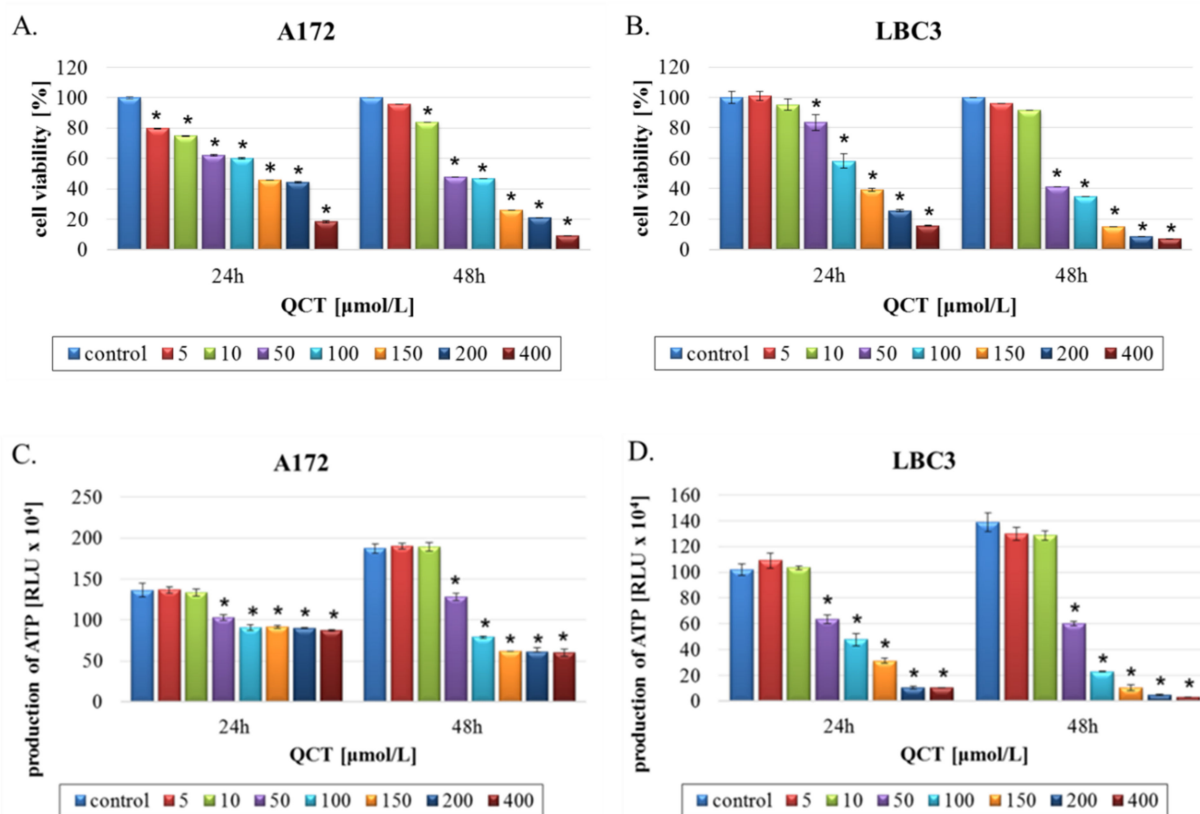 A.
A172
cell viability [%]
120
100
80
60
40
20
0
* * * * * * *
* * * * * *
24h 48h
QCT [µmol/L]
control 5 10 50 100 150 200 400
B.
LBC3
cell viability [%]
120
100
80
60
40
20
0
* * * * *
* * * * *
24h 48h
QCT [µmol/L]
control 5 10 50 100 150 200 400
C.
A172
production of ATP [RLU x 10⁴]
250
200
150
100
50
0
* * * * *
* * * * *
24h 48h
QCT [µmol/L]
control 5 10 50 100 150 200 400
D.
LBC3
production of ATP [RLU x 10⁴]
160
140
120
100
80
60
40
20
0
* * * * *
* * * * *
24h 48h
QCT [µmol/L]
control 5 10 50 100 150 200 400